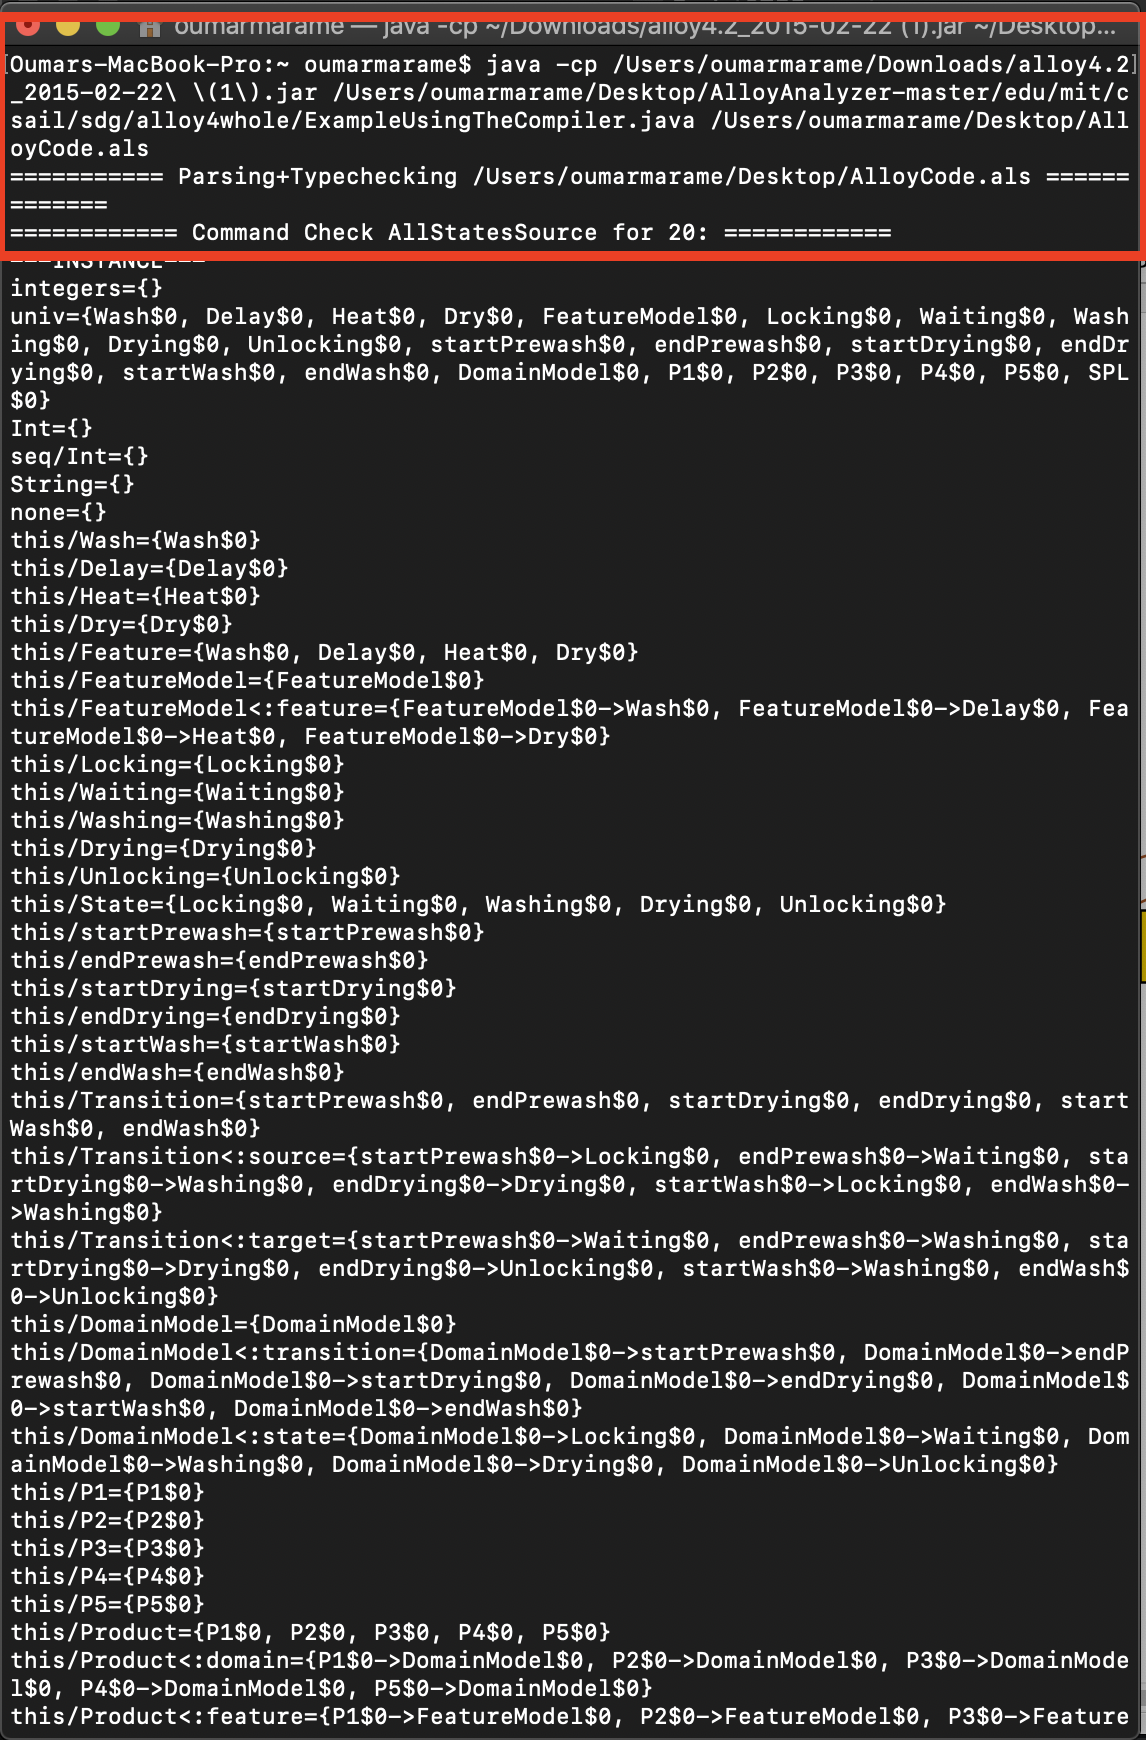 oumarmarame — java -cp ~/Downloads/alloy4.2_2015-02-22 (1).jar ~/Desktop...
[Oumars-MacBook-Pro:~ oumarmarame$ java -cp /Users/oumarmarame/Downloads/alloy4.2]
_2015-02-22\ \(1\).jar /Users/oumarmarame/Desktop/AlloyAnalyzer-master/edu/mit/c
sail/sdg/alloy4whole/ExampleUsingTheCompiler.java /Users/oumarmarame/Desktop/All
oyCode.als
=========== Parsing+Typechecking /Users/oumarmarame/Desktop/AlloyCode.als ======
=======
============ Command Check AllStatesSource for 20: ============
---INSTANCE---
integers={}
univ={Wash$0, Delay$0, Heat$0, Dry$0, FeatureModel$0, Locking$0, Waiting$0, Wash
ing$0, Drying$0, Unlocking$0, startPrewash$0, endPrewash$0, startDrying$0, endDr
ying$0, startWash$0, endWash$0, DomainModel$0, P1$0, P2$0, P3$0, P4$0, P5$0, SPL
$0}
Int={}
seq/Int={}
String={}
none={}
this/Wash={Wash$0}
this/Delay={Delay$0}
this/Heat={Heat$0}
this/Dry={Dry$0}
this/Feature={Wash$0, Delay$0, Heat$0, Dry$0}
this/FeatureModel={FeatureModel$0}
this/FeatureModel<:feature={FeatureModel$0->Wash$0, FeatureModel$0->Delay$0, Fea
tureModel$0->Heat$0, FeatureModel$0->Dry$0}
this/Locking={Locking$0}
this/Waiting={Waiting$0}
this/Washing={Washing$0}
this/Drying={Drying$0}
this/Unlocking={Unlocking$0}
this/State={Locking$0, Waiting$0, Washing$0, Drying$0, Unlocking$0}
this/startPrewash={startPrewash$0}
this/endPrewash={endPrewash$0}
this/startDrying={startDrying$0}
this/endDrying={endDrying$0}
this/startWash={startWash$0}
this/endWash={endWash$0}
this/Transition={startPrewash$0, endPrewash$0, startDrying$0, endDrying$0, start
Wash$0, endWash$0}
this/Transition<:source={startPrewash$0->Locking$0, endPrewash$0->Waiting$0, sta
rtDrying$0->Washing$0, endDrying$0->Drying$0, startWash$0->Locking$0, endWash$0-
>Washing$0}
this/Transition<:target={startPrewash$0->Waiting$0, endPrewash$0->Washing$0, sta
rtDrying$0->Drying$0, endDrying$0->Unlocking$0, startWash$0->Washing$0, endWash$
0->Unlocking$0}
this/DomainModel={DomainModel$0}
this/DomainModel<:transition={DomainModel$0->startPrewash$0, DomainModel$0->endP
rewash$0, DomainModel$0->startDrying$0, DomainModel$0->endDrying$0, DomainModel$
0->startWash$0, DomainModel$0->endWash$0}
this/DomainModel<:state={DomainModel$0->Locking$0, DomainModel$0->Waiting$0, Dom
ainModel$0->Washing$0, DomainModel$0->Drying$0, DomainModel$0->Unlocking$0}
this/P1={P1$0}
this/P2={P2$0}
this/P3={P3$0}
this/P4={P4$0}
this/P5={P5$0}
this/Product={P1$0, P2$0, P3$0, P4$0, P5$0}
this/Product<:domain={P1$0->DomainModel$0, P2$0->DomainModel$0, P3$0->DomainMode
l$0, P4$0->DomainModel$0, P5$0->DomainModel$0}
this/Product<:feature={P1$0->FeatureModel$0, P2$0->FeatureModel$0, P3$0->Feature